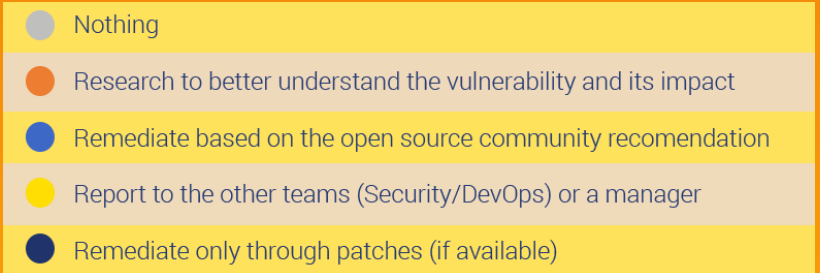 Nothing
Research to better understand the vulnerability and its impact
Remediate based on the open source community recomendation
Report to the other teams (Security/DevOps) or a manager
Remediate only through patches (if available)